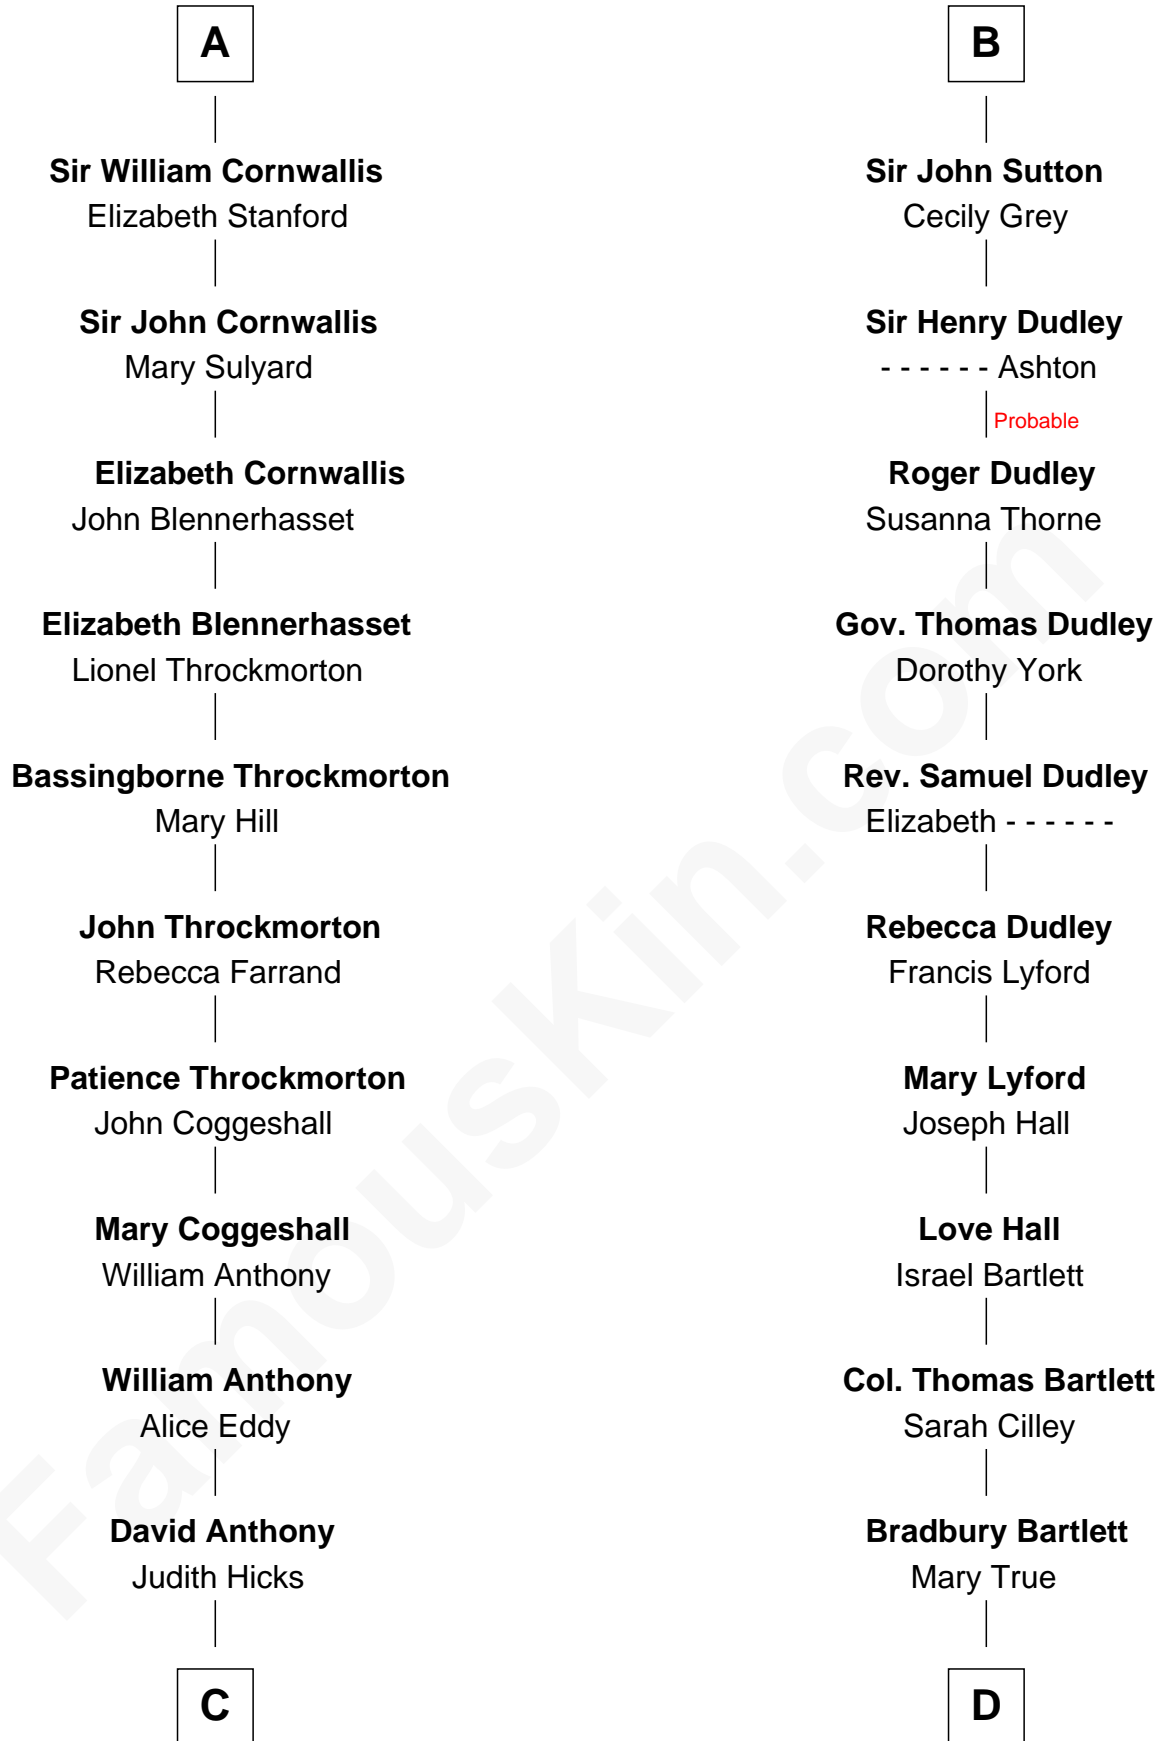 A
Sir William Cornwallis
Elizabeth Stanford
Sir John Cornwallis
Mary Sulyard
Elizabeth Cornwallis
John Blennerhasset
Elizabeth Blennerhasset
Lionel Throckmorton
Bassingborne Throckmorton
Mary Hill
John Throckmorton
Rebecca Farrand
Patience Throckmorton
John Coggeshall
Mary Coggeshall
William Anthony
William Anthony
Alice Eddy
David Anthony
Judith Hicks
C
B
Sir John Sutton
Cecily Grey
Sir Henry Dudley
- - - - - - Ashton
Probable
Roger Dudley
Susanna Thorne
Gov. Thomas Dudley
Dorothy York
Rev. Samuel Dudley
Elizabeth - - - - - -
Rebecca Dudley
Francis Lyford
Mary Lyford
Joseph Hall
Love Hall
Israel Bartlett
Col. Thomas Bartlett
Sarah Cilley
Bradbury Bartlett
Mary True
D
FamousKin.com